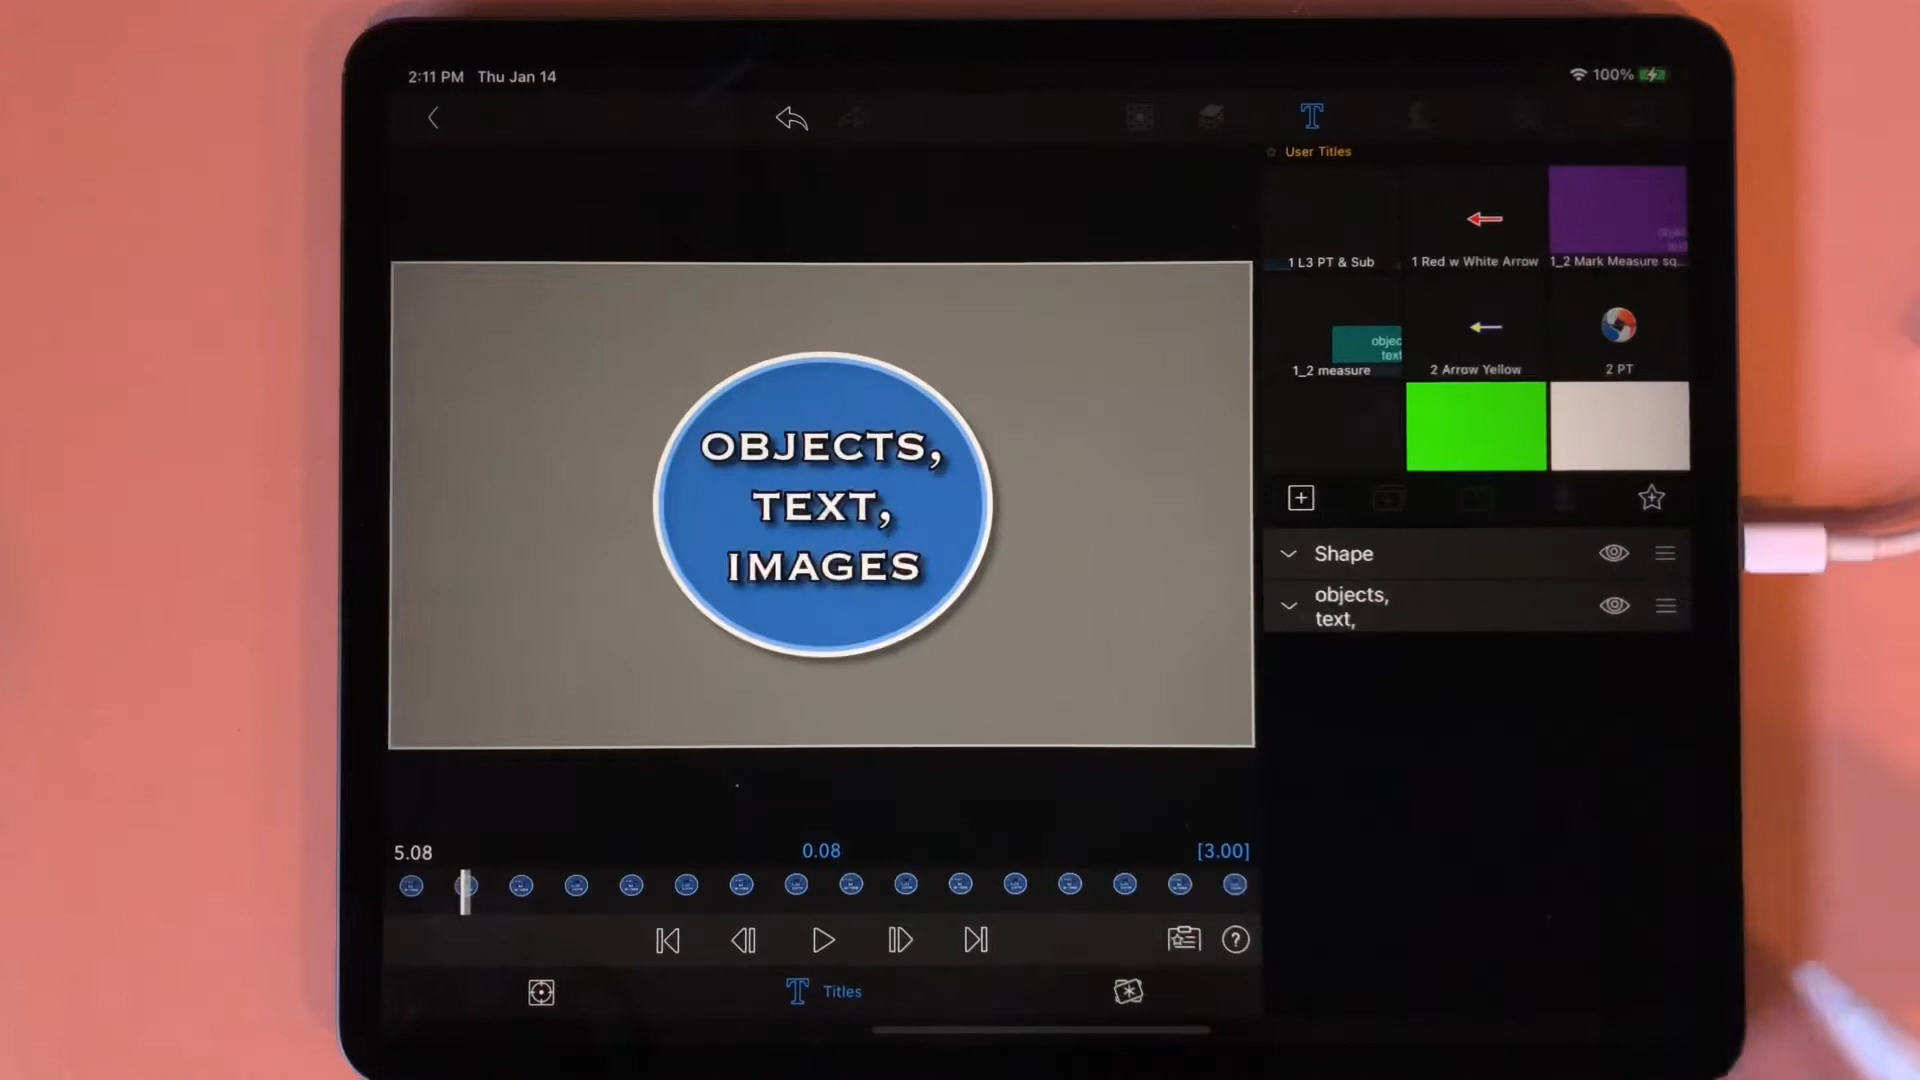 2:11 PM Thu Jan 14
100%
User Titles
1 L3 PT & Sub
1 Red w White Arrow
1_2 Mark Measure sq...
objec
text
1_2 measure
2 Arrow Yellow
2 PT
OBJECTS,
TEXT,
IMAGES
Shape
objects,
text,
5.08
0.08
[3.00]
Titles